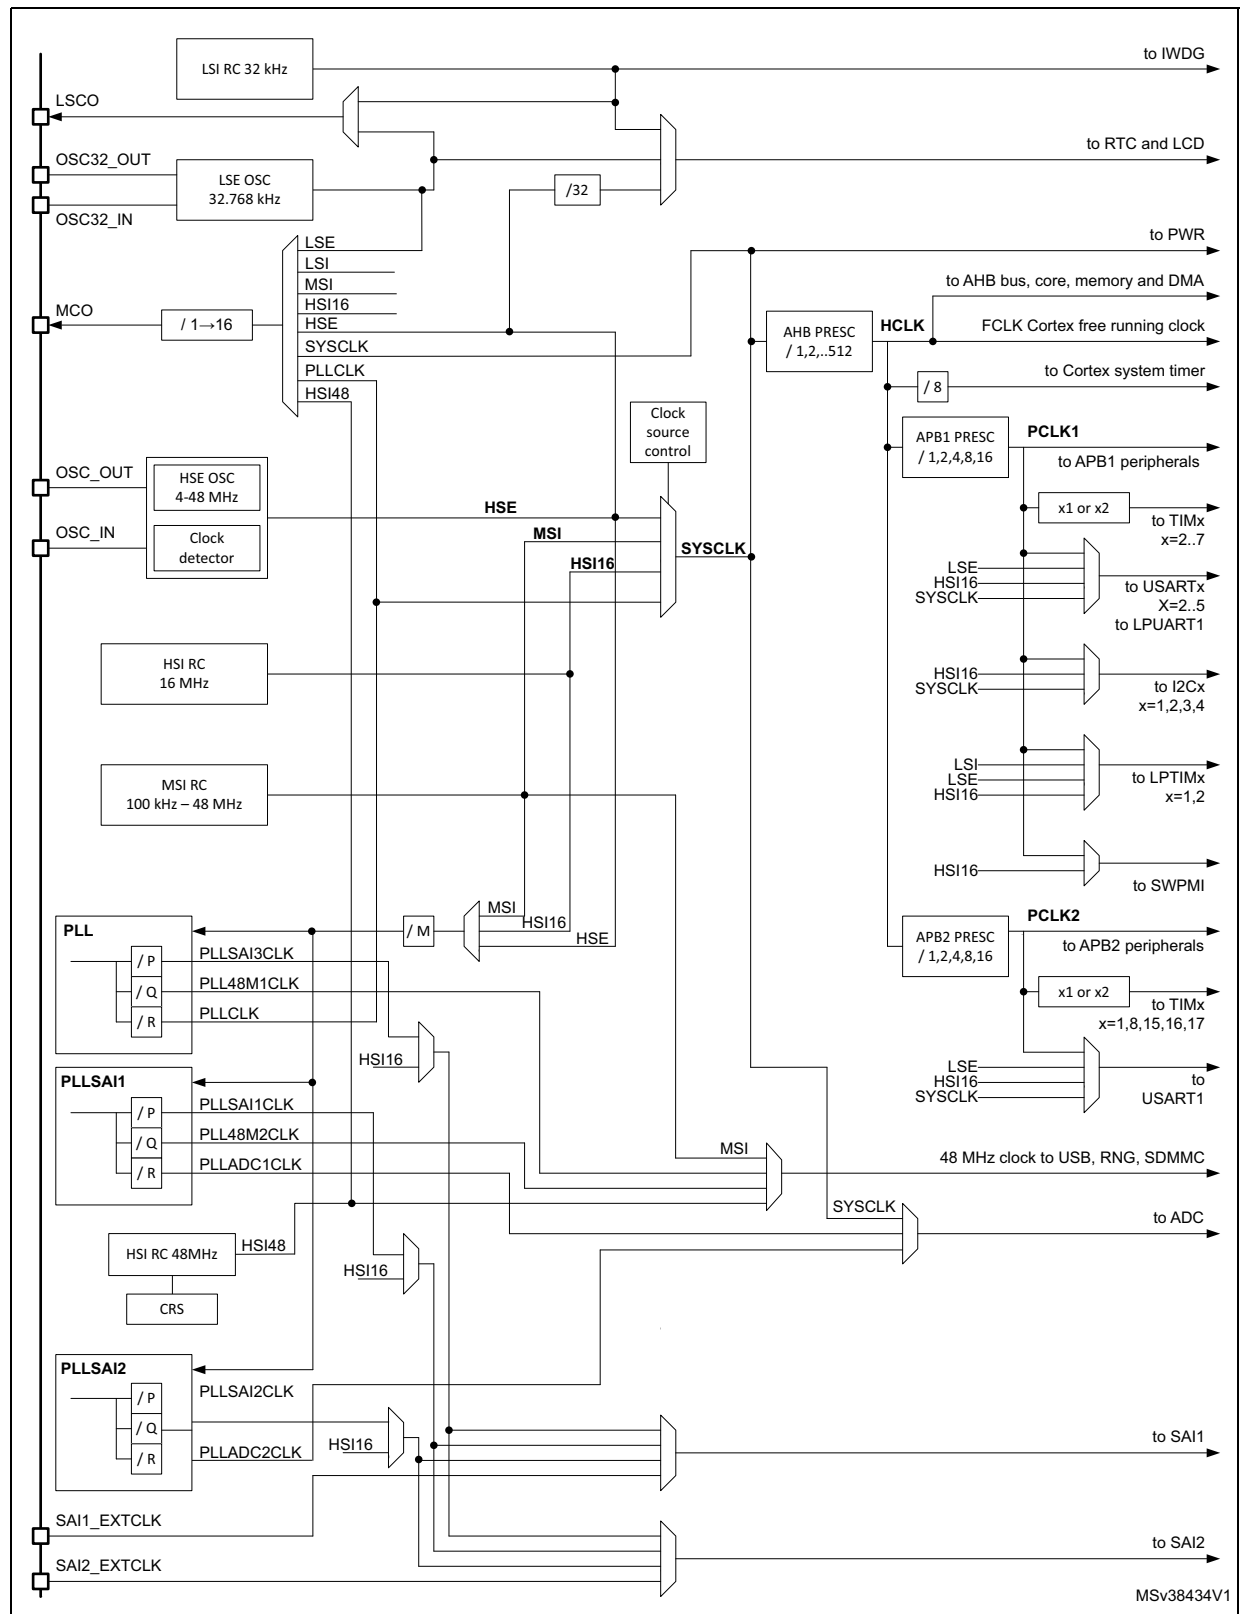 LSI RC 32 kHz
to IWDG
LSCO
to RTC and LCD
OSC32_OUT
LSE OSC
32.768 kHz
/32
OSC32_IN
to PWR
LSE
LSI
MSI
HSI16
HSE
SYSCLK
PLLCLK
HSI48
MCO
/ 1→16
to AHB bus, core, memory and DMA
AHB PRESC
/ 1,2,..512
HCLK
FCLK Cortex free running clock
to Cortex system timer
/ 8
Clock
source
control
APB1 PRESC
/ 1,2,4,8,16
PCLK1
to APB1 peripherals
OSC_OUT
HSE OSC
4-48 MHz
OSC_IN
Clock
detector
HSE
MSI
HSI16
SYSCLK
x1 or x2
to TIMx
x=2..7
LSE
HSI16
SYSCLK
to USARTx
X=2..5
to LPUART1
HSI RC
16 MHz
HSI16
SYSCLK
to I2Cx
x=1,2,3,4
MSI RC
100 kHz – 48 MHz
LSI
LSE
HSI16
to LPTIMx
x=1,2
HSI16
to SWPMI
MSI
HSI16
HSE
/ M
PLL
/ P
/ Q
/ R
PLLSAI3CLK
PLL48M1CLK
PLLCLK
HSI16
APB2 PRESC
/ 1,2,4,8,16
PCLK2
to APB2 peripherals
x1 or x2
to TIMx
x=1,8,15,16,17
LSE
HSI16
SYSCLK
to
USART1
PLLSAI1
/ P
/ Q
/ R
PLLSAI1CLK
PLL48M2CLK
PLLADC1CLK
MSI
48 MHz clock to USB, RNG, SDMMC
SYSCLK
to ADC
HSI RC 48MHz
HSI48
CRS
HSI16
PLLSAI2
/ P
/ Q
/ R
PLLSAI2CLK
PLLADC2CLK
HSI16
to SAI1
SAI1_EXTCLK
to SAI2
SAI2_EXTCLK
MSv38434V1